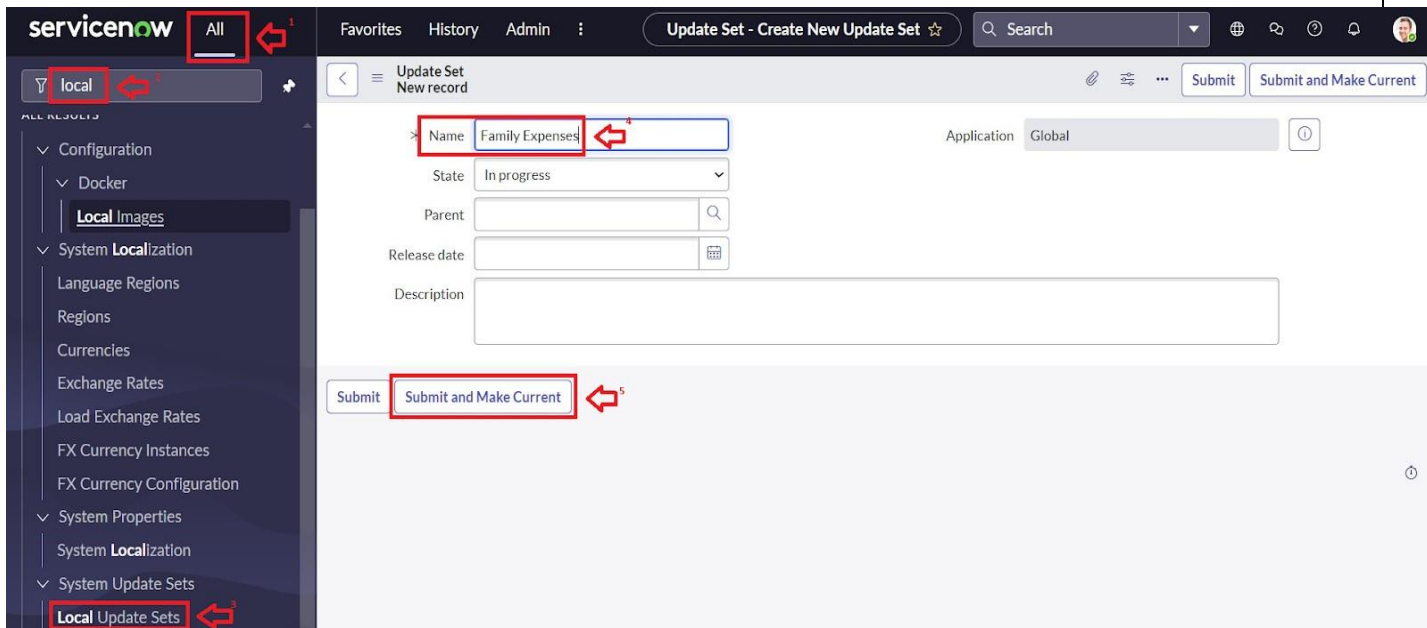 servicenow All 1 Favorites History Admin Update Set - Create New Update Set Search
local 2
Update Set
New record
Submit Submit and Make Current
ALL RESULTS
Configuration
Docker
Local Images
System Localization
Language Regions
Regions
Currencies
Exchange Rates
Load Exchange Rates
FX Currency Instances
FX Currency Configuration
System Properties
System Localization
System Update Sets
Local Update Sets 3
* Name Family Expenses 4
Application Global
State In progress
Parent
Release date
Description
Submit Submit and Make Current 5